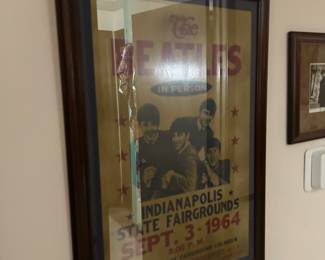 The
BEATLES
IN PERSON
INDIANAPOLIS
STATE FAIRGROUNDS
SEPT. 3-1964